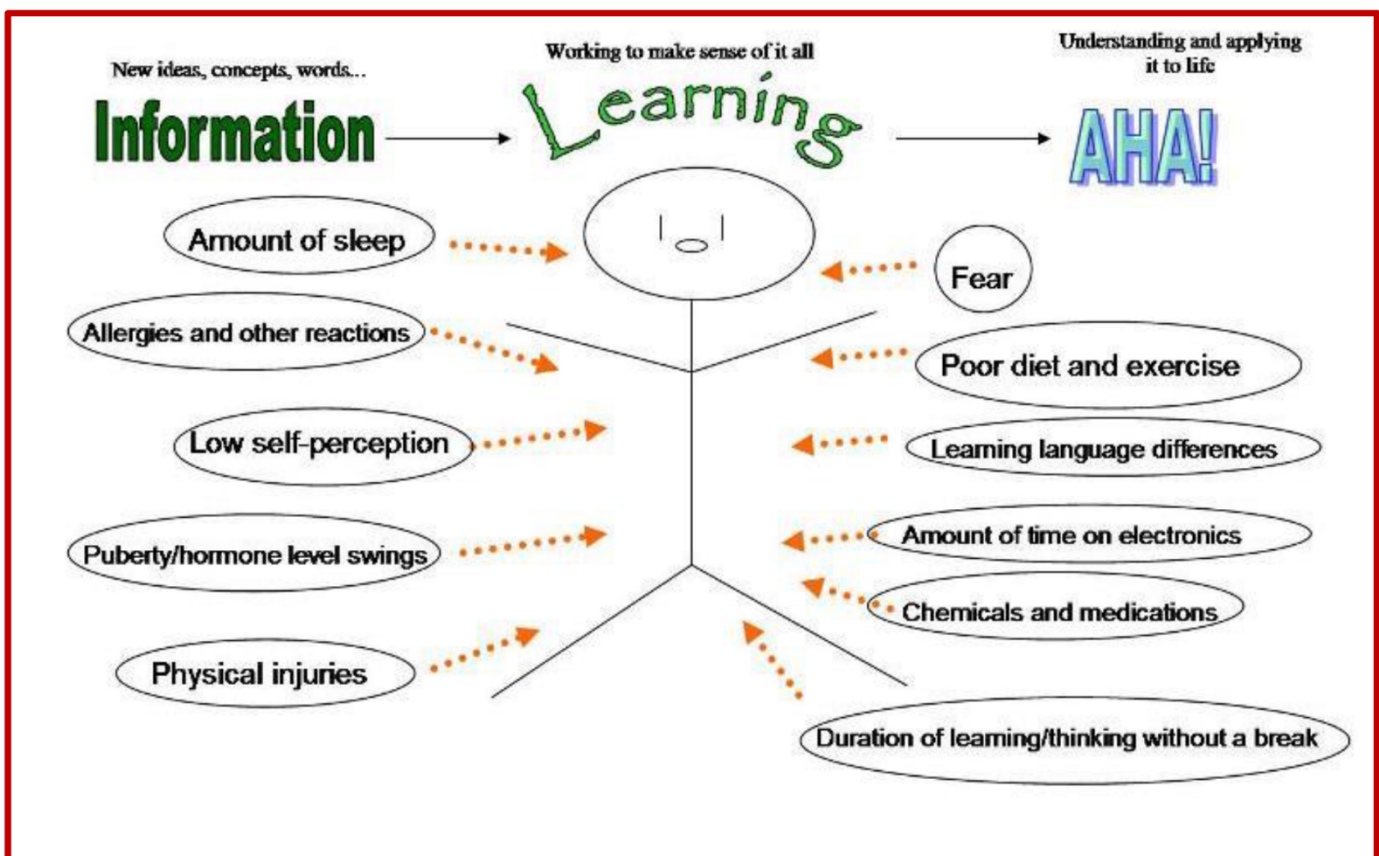 New ideas, concepts, words...
Information
Working to make sense of it all
Learning
Understanding and applying
it to life
AHA!
Amount of sleep
Fear
Allergies and other reactions
Poor diet and exercise
Low self-perception
Learning language differences
Puberty/hormone level swings
Amount of time on electronics
Chemicals and medications
Physical injuries
Duration of learning/thinking without a break